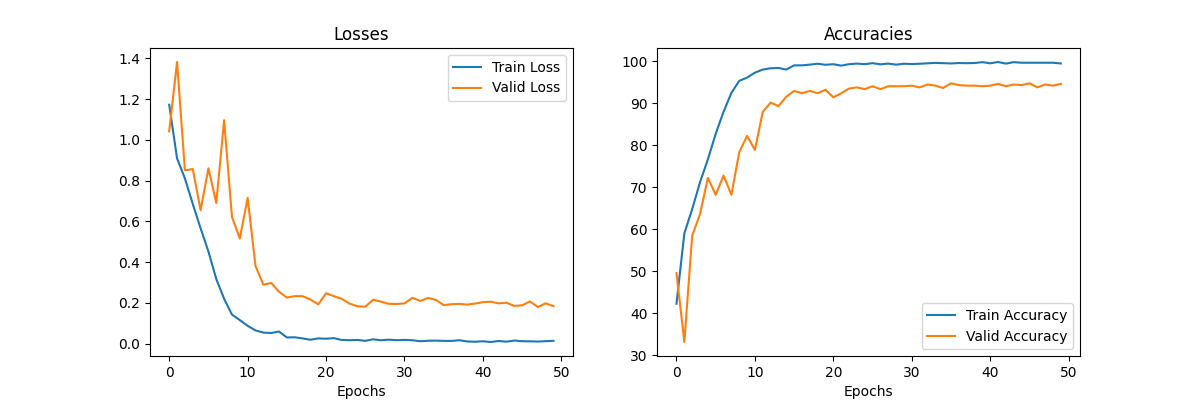 Losses
1.4
1.2
1.0
0.8
0.6
0.4
0.2
0.0
0 10 20 30 40 50
Epochs
Train Loss
Valid Loss
Accuracies
100
90
80
70
60
50
40
30
0 10 20 30 40 50
Epochs
Train Accuracy
Valid Accuracy